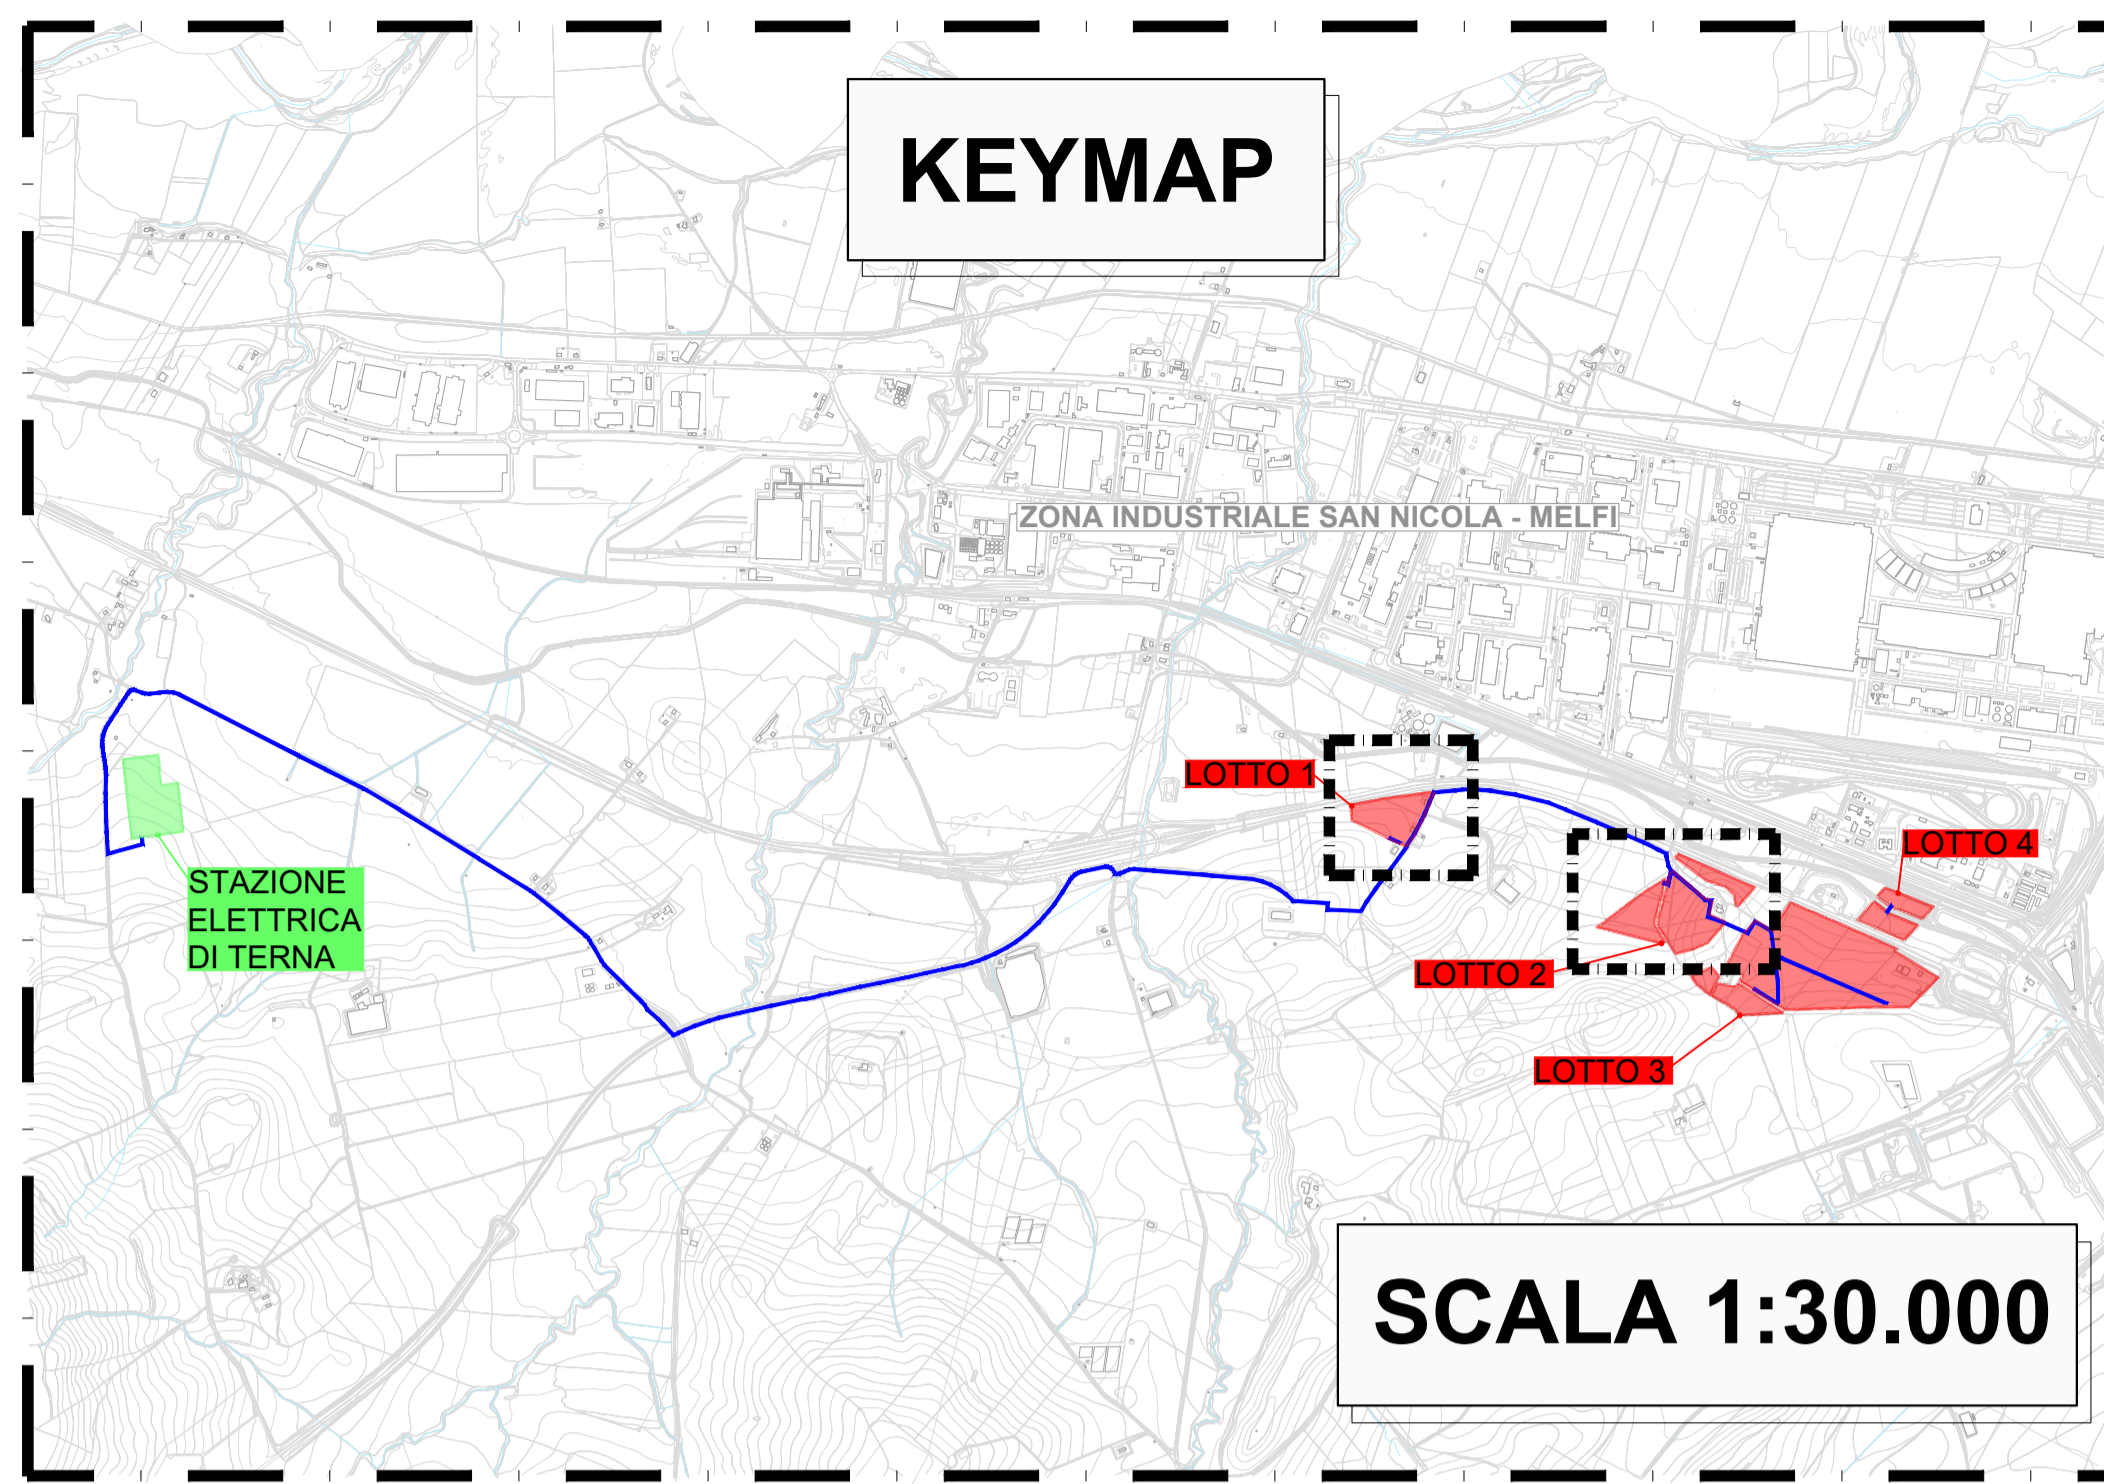 KEYMAP
ZONA INDUSTRIALE SAN NICOLA - MELFI
LOTTO 1
LOTTO 4
STAZIONE
ELETTRICA
DI TERNA
LOTTO 2
LOTTO 3
SCALA 1:30.000